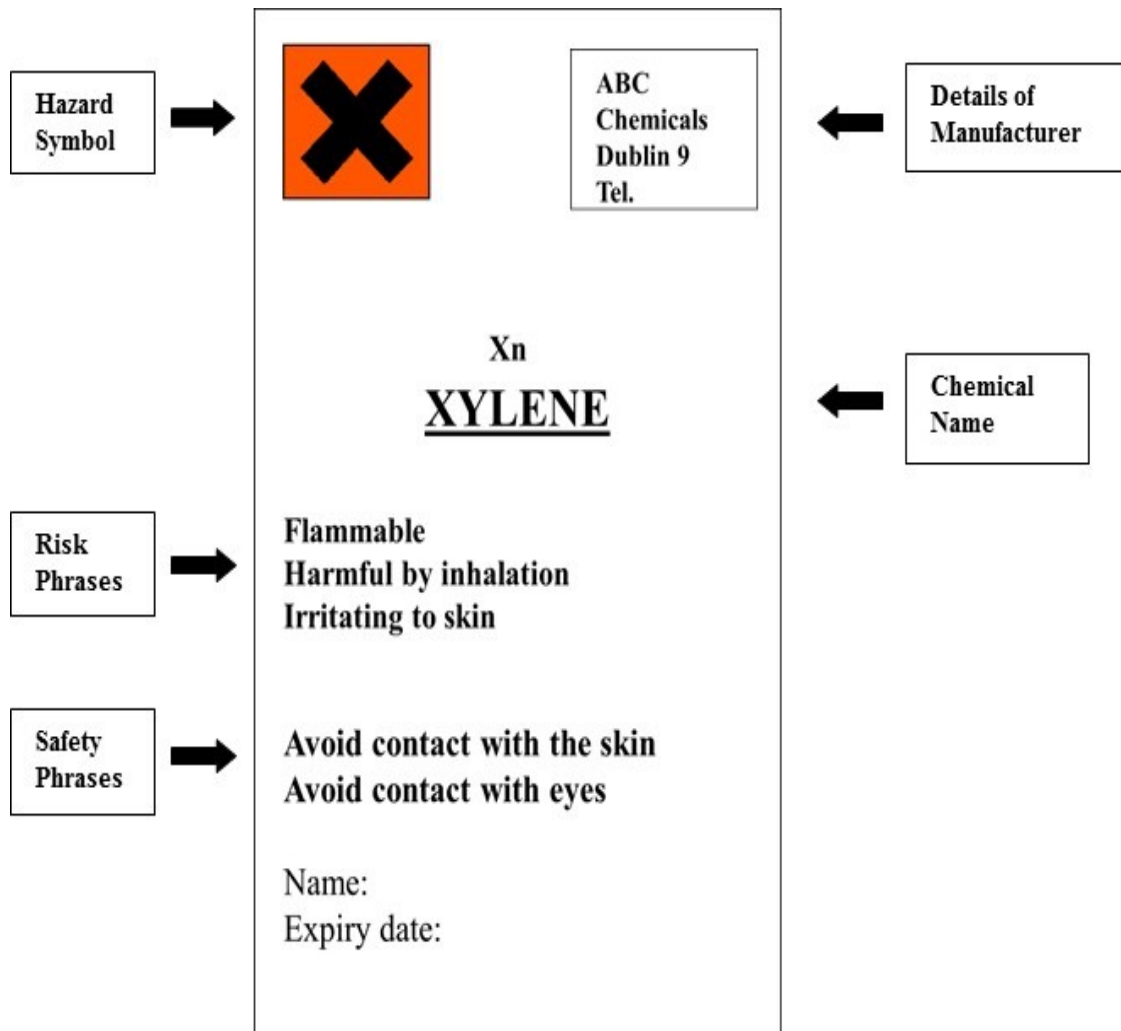 Hazard
Symbol
ABC
Chemicals
Dublin 9
Tel.
Details of
Manufacturer
Xn
XYLENE
Chemical
Name
Risk
Phrases
Flammable
Harmful by inhalation
Irritating to skin
Safety
Phrases
Avoid contact with the skin
Avoid contact with eyes
Name:
Expiry date: